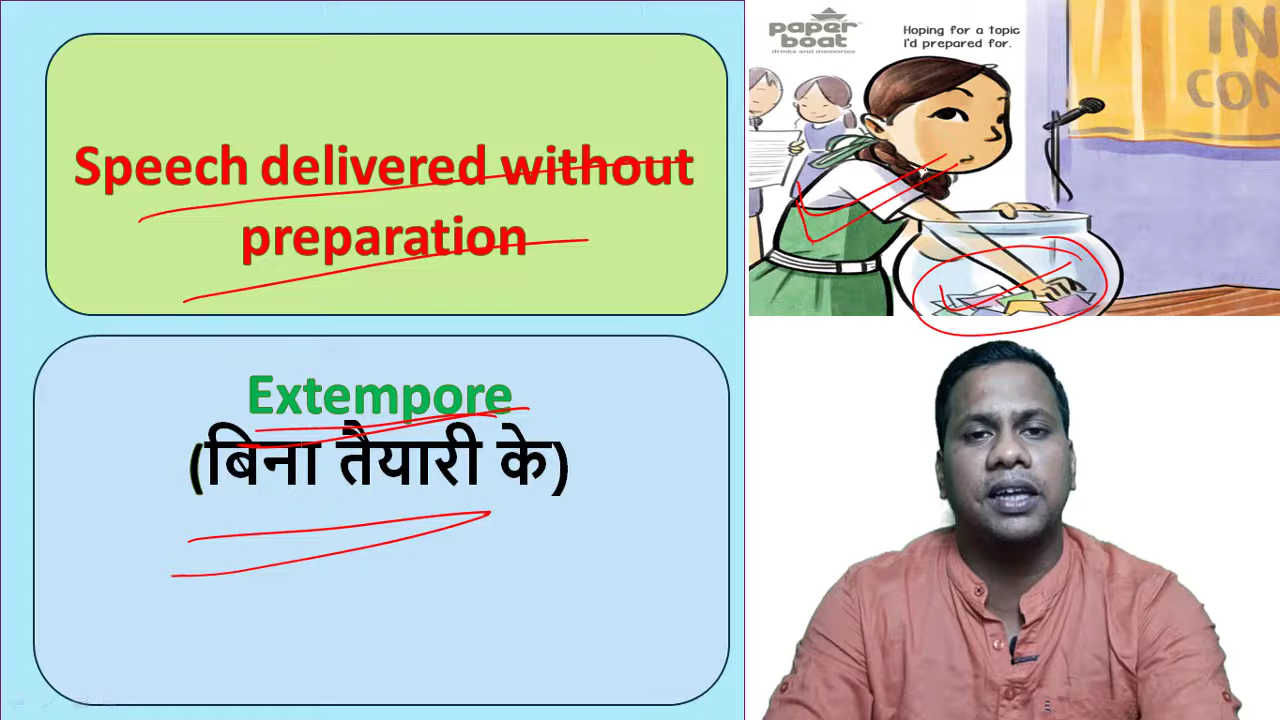 Speech delivered without
preparation
Extempore
(बिना तैयारी के)
paper
boat
drinks and memories
Hoping for a topic
I'd prepared for.
IN
CON